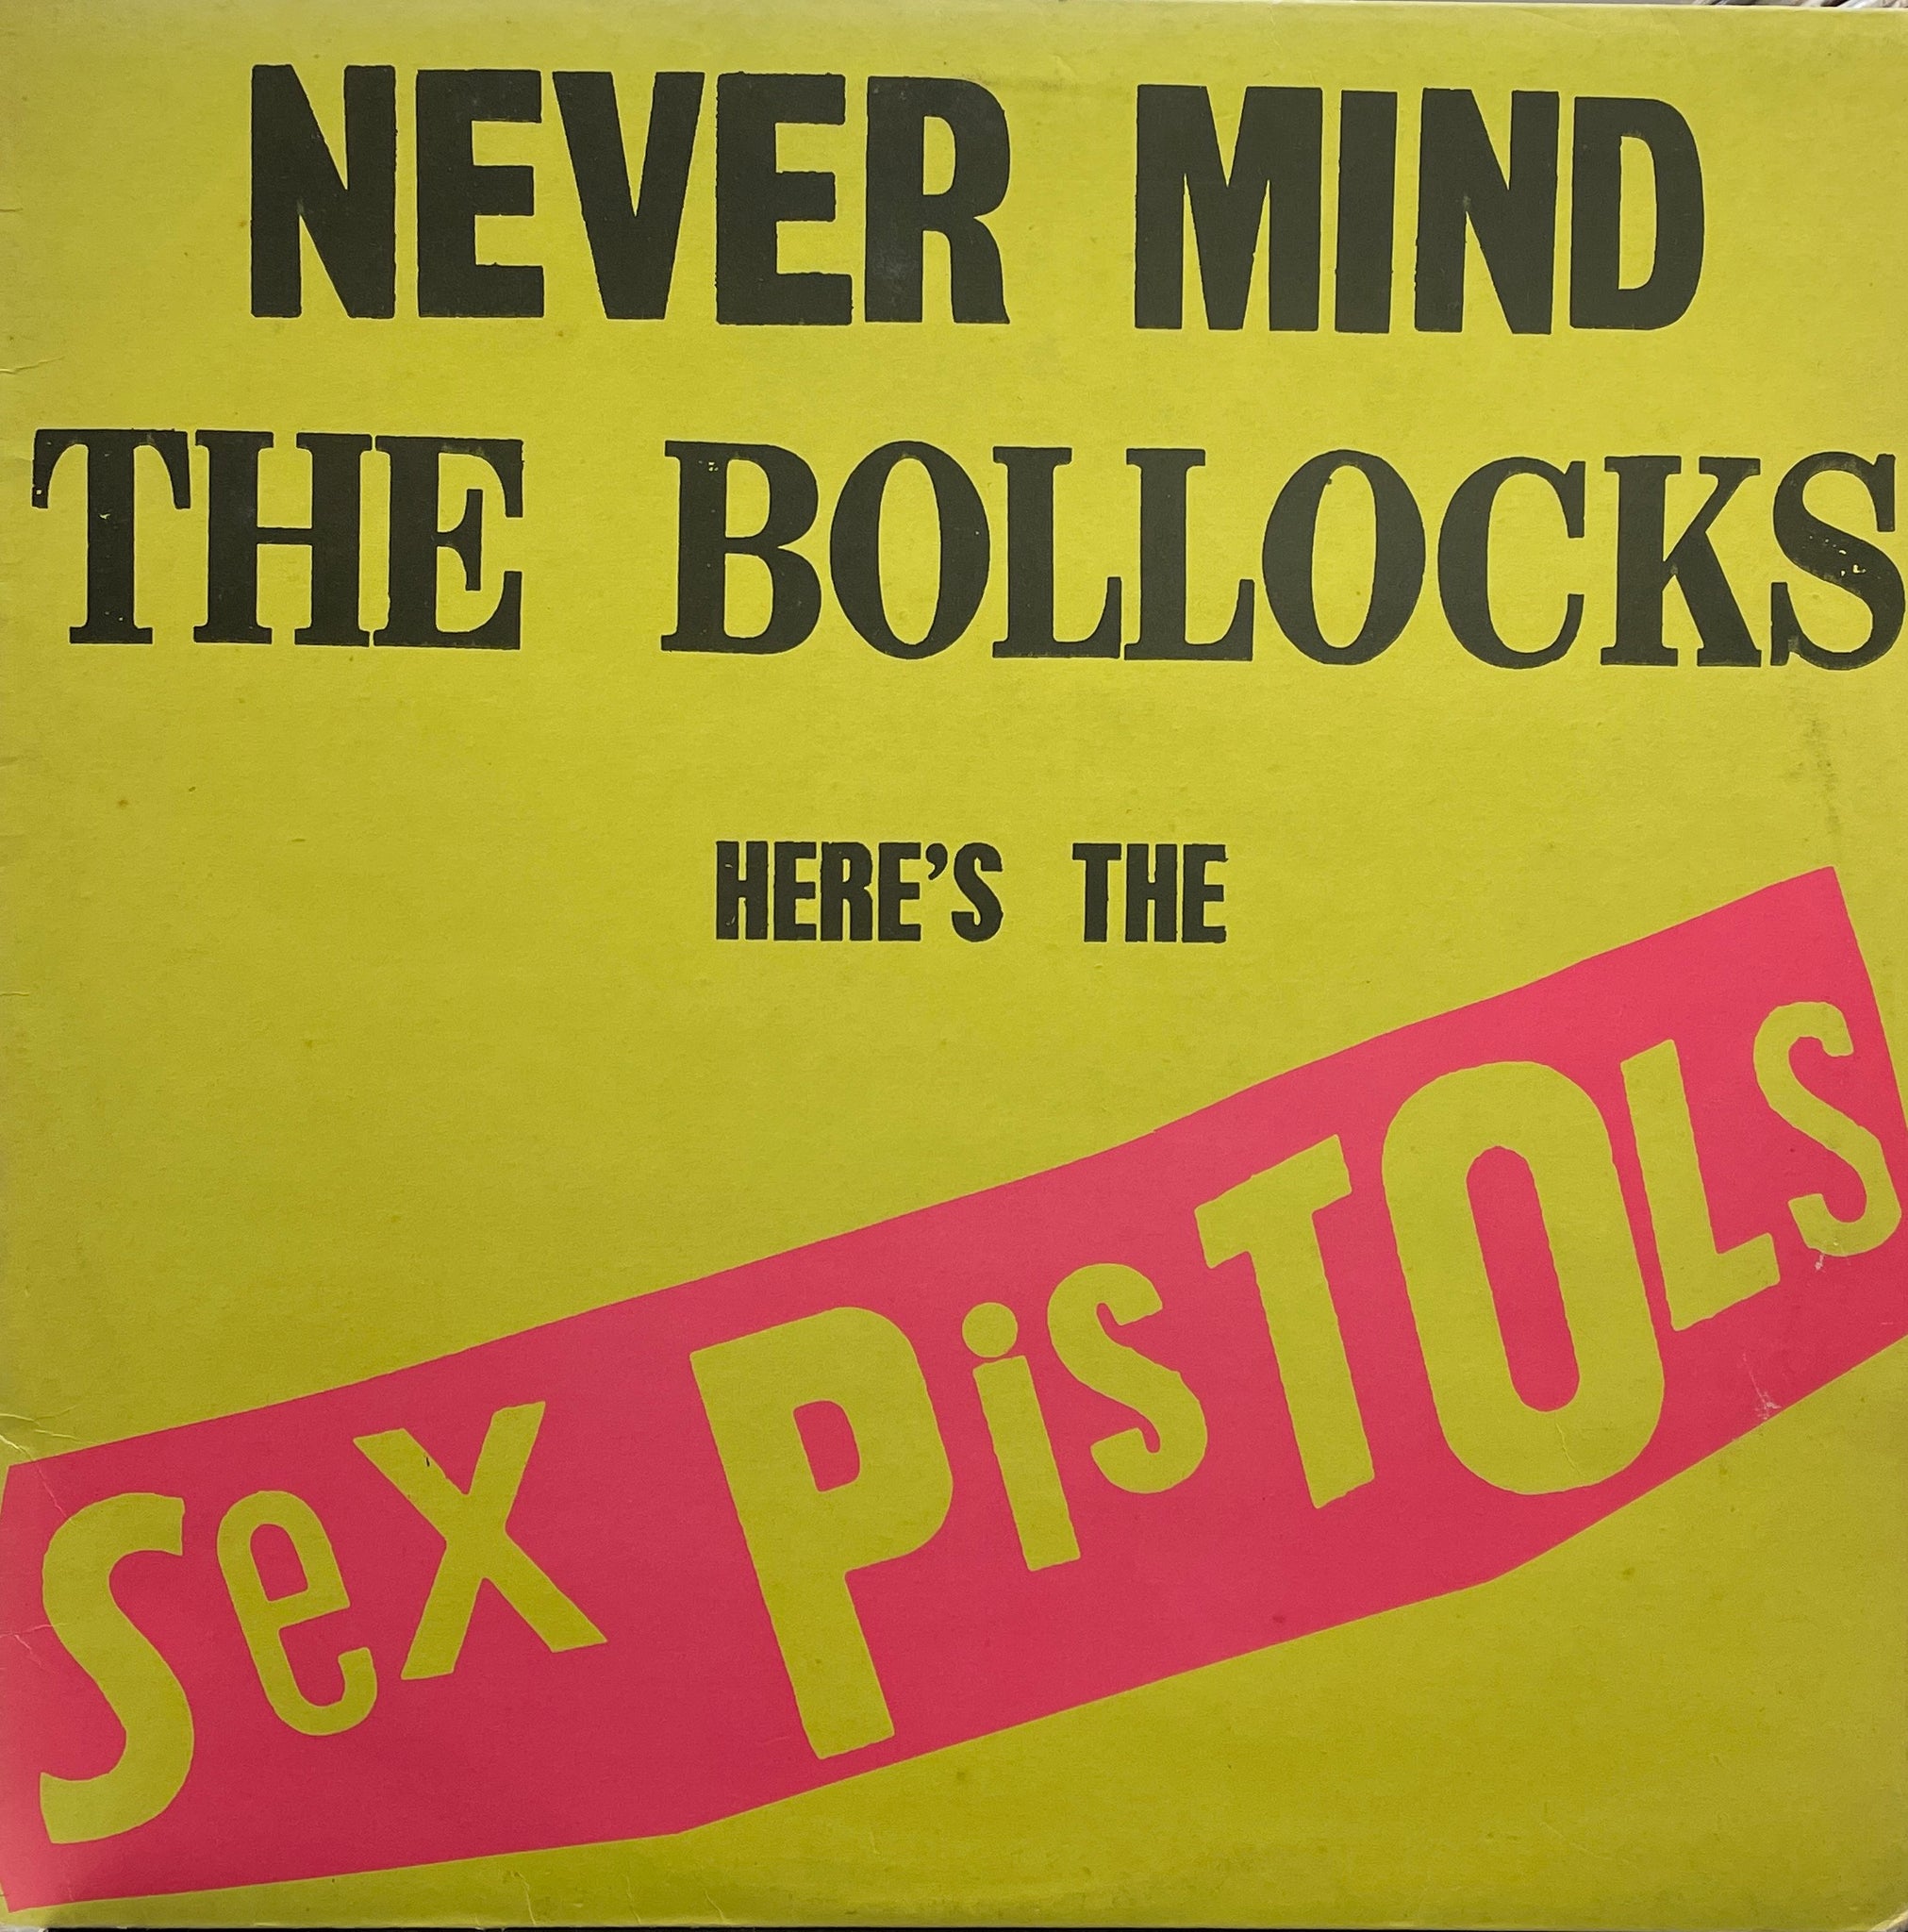 NEVER MIND
THE BOLLOCKS
HERE'S THE
Sex PisTOLS